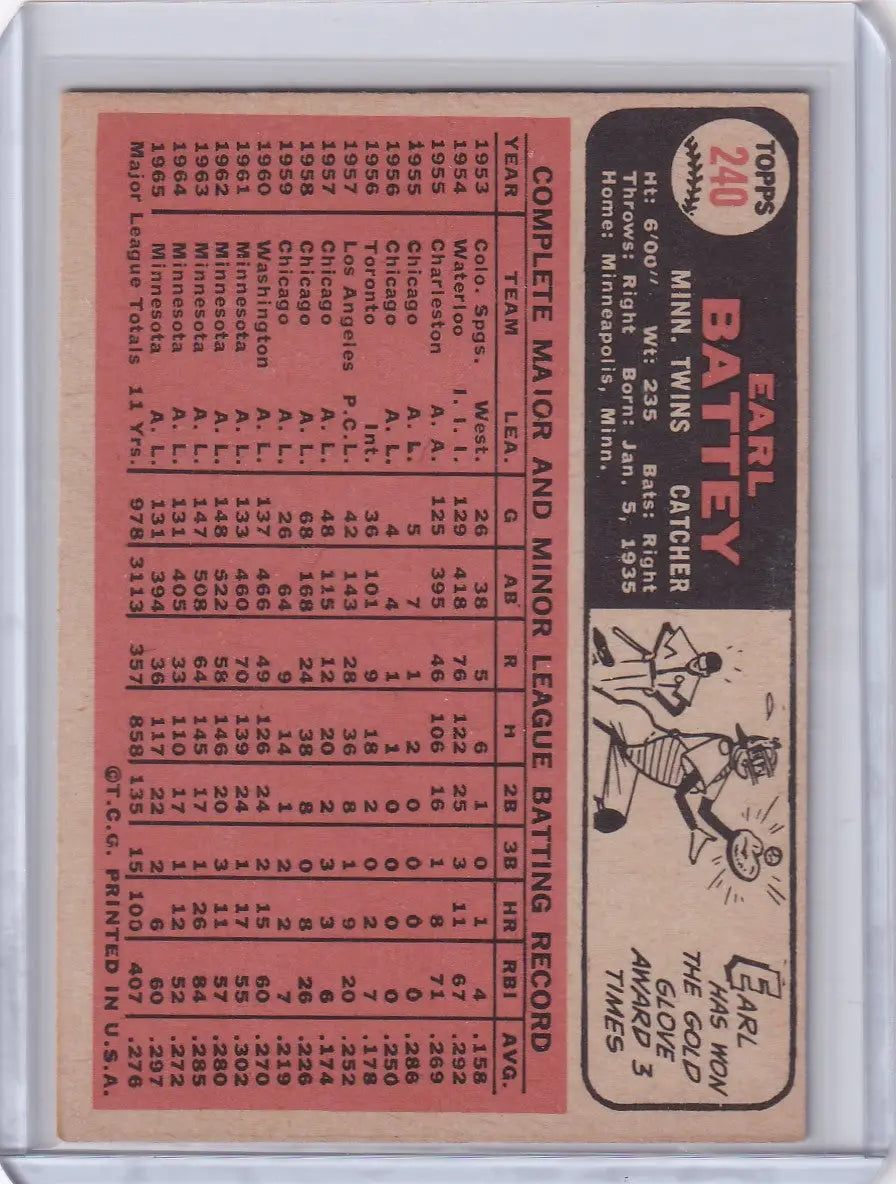 TOPPS
240
EARL
BATTEY
MINN. TWINS CATCHER
Ht: 6'00" Wt: 235 Bats: Right
Throws: Right Born: Jan. 5, 1935
Home: Minneapolis, Minn.
EARL
HAS WON
THE GOLD
GLOVE
AWARD 3
TIMES
COMPLETE MAJOR AND MINOR LEAGUE BATTING RECORD
YEAR TEAM LEA. G AB R H 2B 3B HR RBI AVG.
1953 Colo. Spgs. West. 26 38 5 6 1 0 1 4 .158
1954 Waterloo I. I. I. 129 418 76 122 25 3 11 67 .292
1955 Charleston A. A. 125 395 46 106 16 1 8 71 .269
1955 Chicago A. L. 5 7 1 2 0 0 0 0 .286
1956 Chicago A. L. 4 4 1 1 0 0 0 0 .250
1956 Toronto Int. 36 101 9 18 2 0 2 7 .178
1957 Los Angeles P.C.L. 42 143 28 36 8 1 9 20 .252
1957 Chicago A. L. 48 115 12 20 2 3 3 6 .174
1958 Chicago A. L. 68 168 24 38 8 0 8 26 .226
1959 Chicago A. L. 26 64 9 14 1 2 2 7 .219
1960 Washington A. L. 137 466 49 126 24 2 15 60 .270
1961 Minnesota A. L. 133 460 70 139 24 1 17 55 .302
1962 Minnesota A. L. 148 522 58 146 20 3 11 57 .280
1963 Minnesota A. L. 147 508 64 145 17 1 26 84 .285
1964 Minnesota A. L. 131 405 33 110 17 1 12 52 .272
1965 Minnesota A. L. 131 394 36 117 22 2 6 60 .297
Major League Totals 11 Yrs. 978 3113 357 858 135 15 100 407 .276
©T.C.G. PRINTED IN U.S.A.